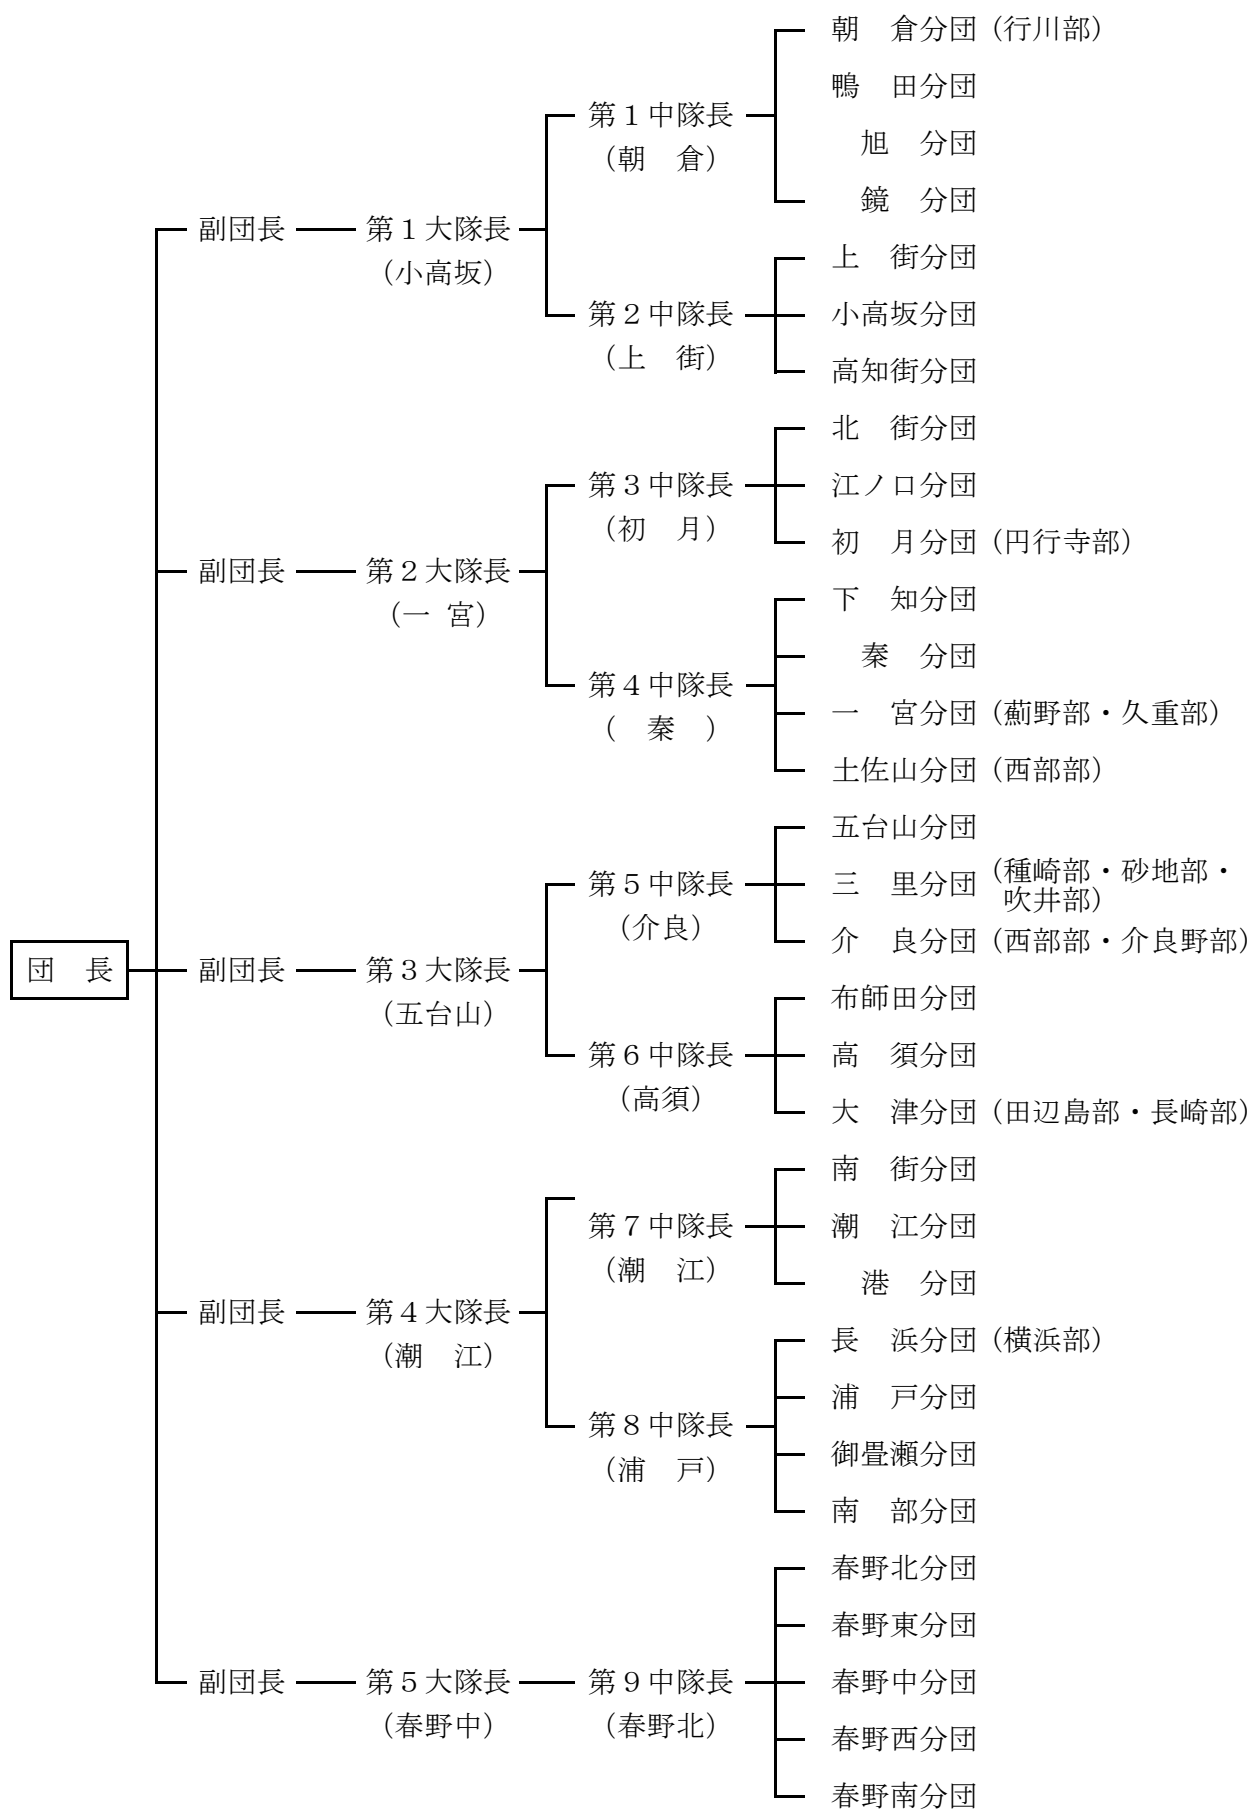 朝　倉分団（行川部）
鴨　田分団
第１中隊長
（朝　倉）
旭　分団
鏡　分団
副団長
第１大隊長
（小高坂）
上　街分団
第２中隊長
（上　街）
小高坂分団
高知街分団
北　街分団
第３中隊長
（初　月）
江ノ口分団
初　月分団（円行寺部）
副団長
第２大隊長
（一 宮）
下　知分団
秦　分団
第４中隊長
（　秦　）
一　宮分団（薊野部・久重部）
土佐山分団（西部部）
五台山分団
第５中隊長
（介良）
三　里分団（種崎部・砂地部・
吹井部）
介　良分団（西部部・介良野部）
団　長
副団長
第３大隊長
（五台山）
布師田分団
第６中隊長
（高須）
高　須分団
大　津分団（田辺島部・長崎部）
南　街分団
第７中隊長
（潮　江）
潮　江分団
港　分団
副団長
第４大隊長
（潮　江）
長　浜分団（横浜部）
浦　戸分団
第８中隊長
（浦　戸）
御畳瀬分団
南　部分団
春野北分団
春野東分団
副団長
第５大隊長
（春野中）
第９中隊長
（春野北）
春野中分団
春野西分団
春野南分団